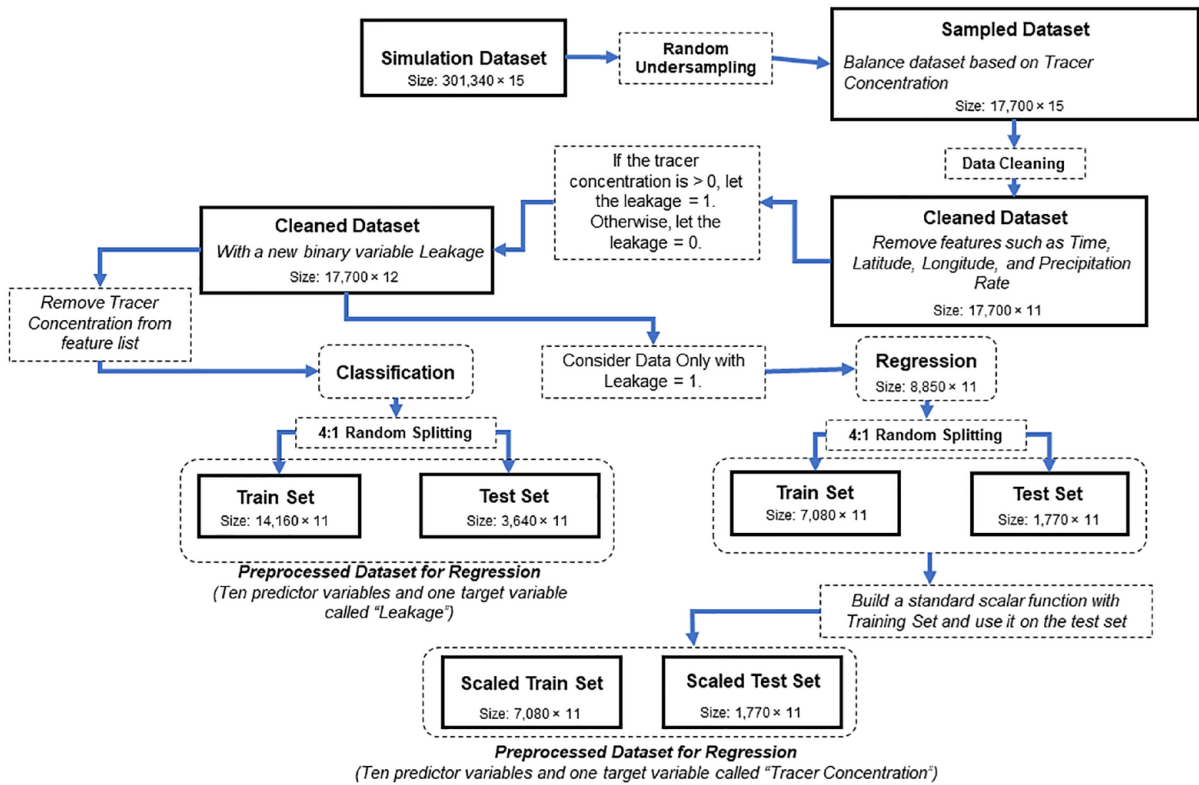 Simulation Dataset
Size: 301,340 × 15
Random
Undersampling
Sampled Dataset
Balance dataset based on Tracer
Concentration
Size: 17,700 × 15
Data Cleaning
Cleaned Dataset
Remove features such as Time,
Latitude, Longitude, and Precipitation
Rate
Size: 17,700 × 11
If the tracer
concentration is > 0, let
the leakage = 1.
Otherwise, let the
leakage = 0.
Cleaned Dataset
With a new binary variable Leakage
Size: 17,700 × 12
Remove Tracer
Concentration from
feature list
Classification
4:1 Random Splitting
Train Set
Size: 14,160 × 11
Test Set
Size: 3,640 × 11
Preprocessed Dataset for Regression
(Ten predictor variables and one target variable
called “Leakage”)
Consider Data Only with
Leakage = 1.
Regression
Size: 8,850 × 11
4:1 Random Splitting
Train Set
Size: 7,080 × 11
Test Set
Size: 1,770 × 11
Build a standard scalar function with
Training Set and use it on the test set
Scaled Train Set
Size: 7,080 × 11
Scaled Test Set
Size: 1,770 × 11
Preprocessed Dataset for Regression
(Ten predictor variables and one target variable called “Tracer Concentration”)